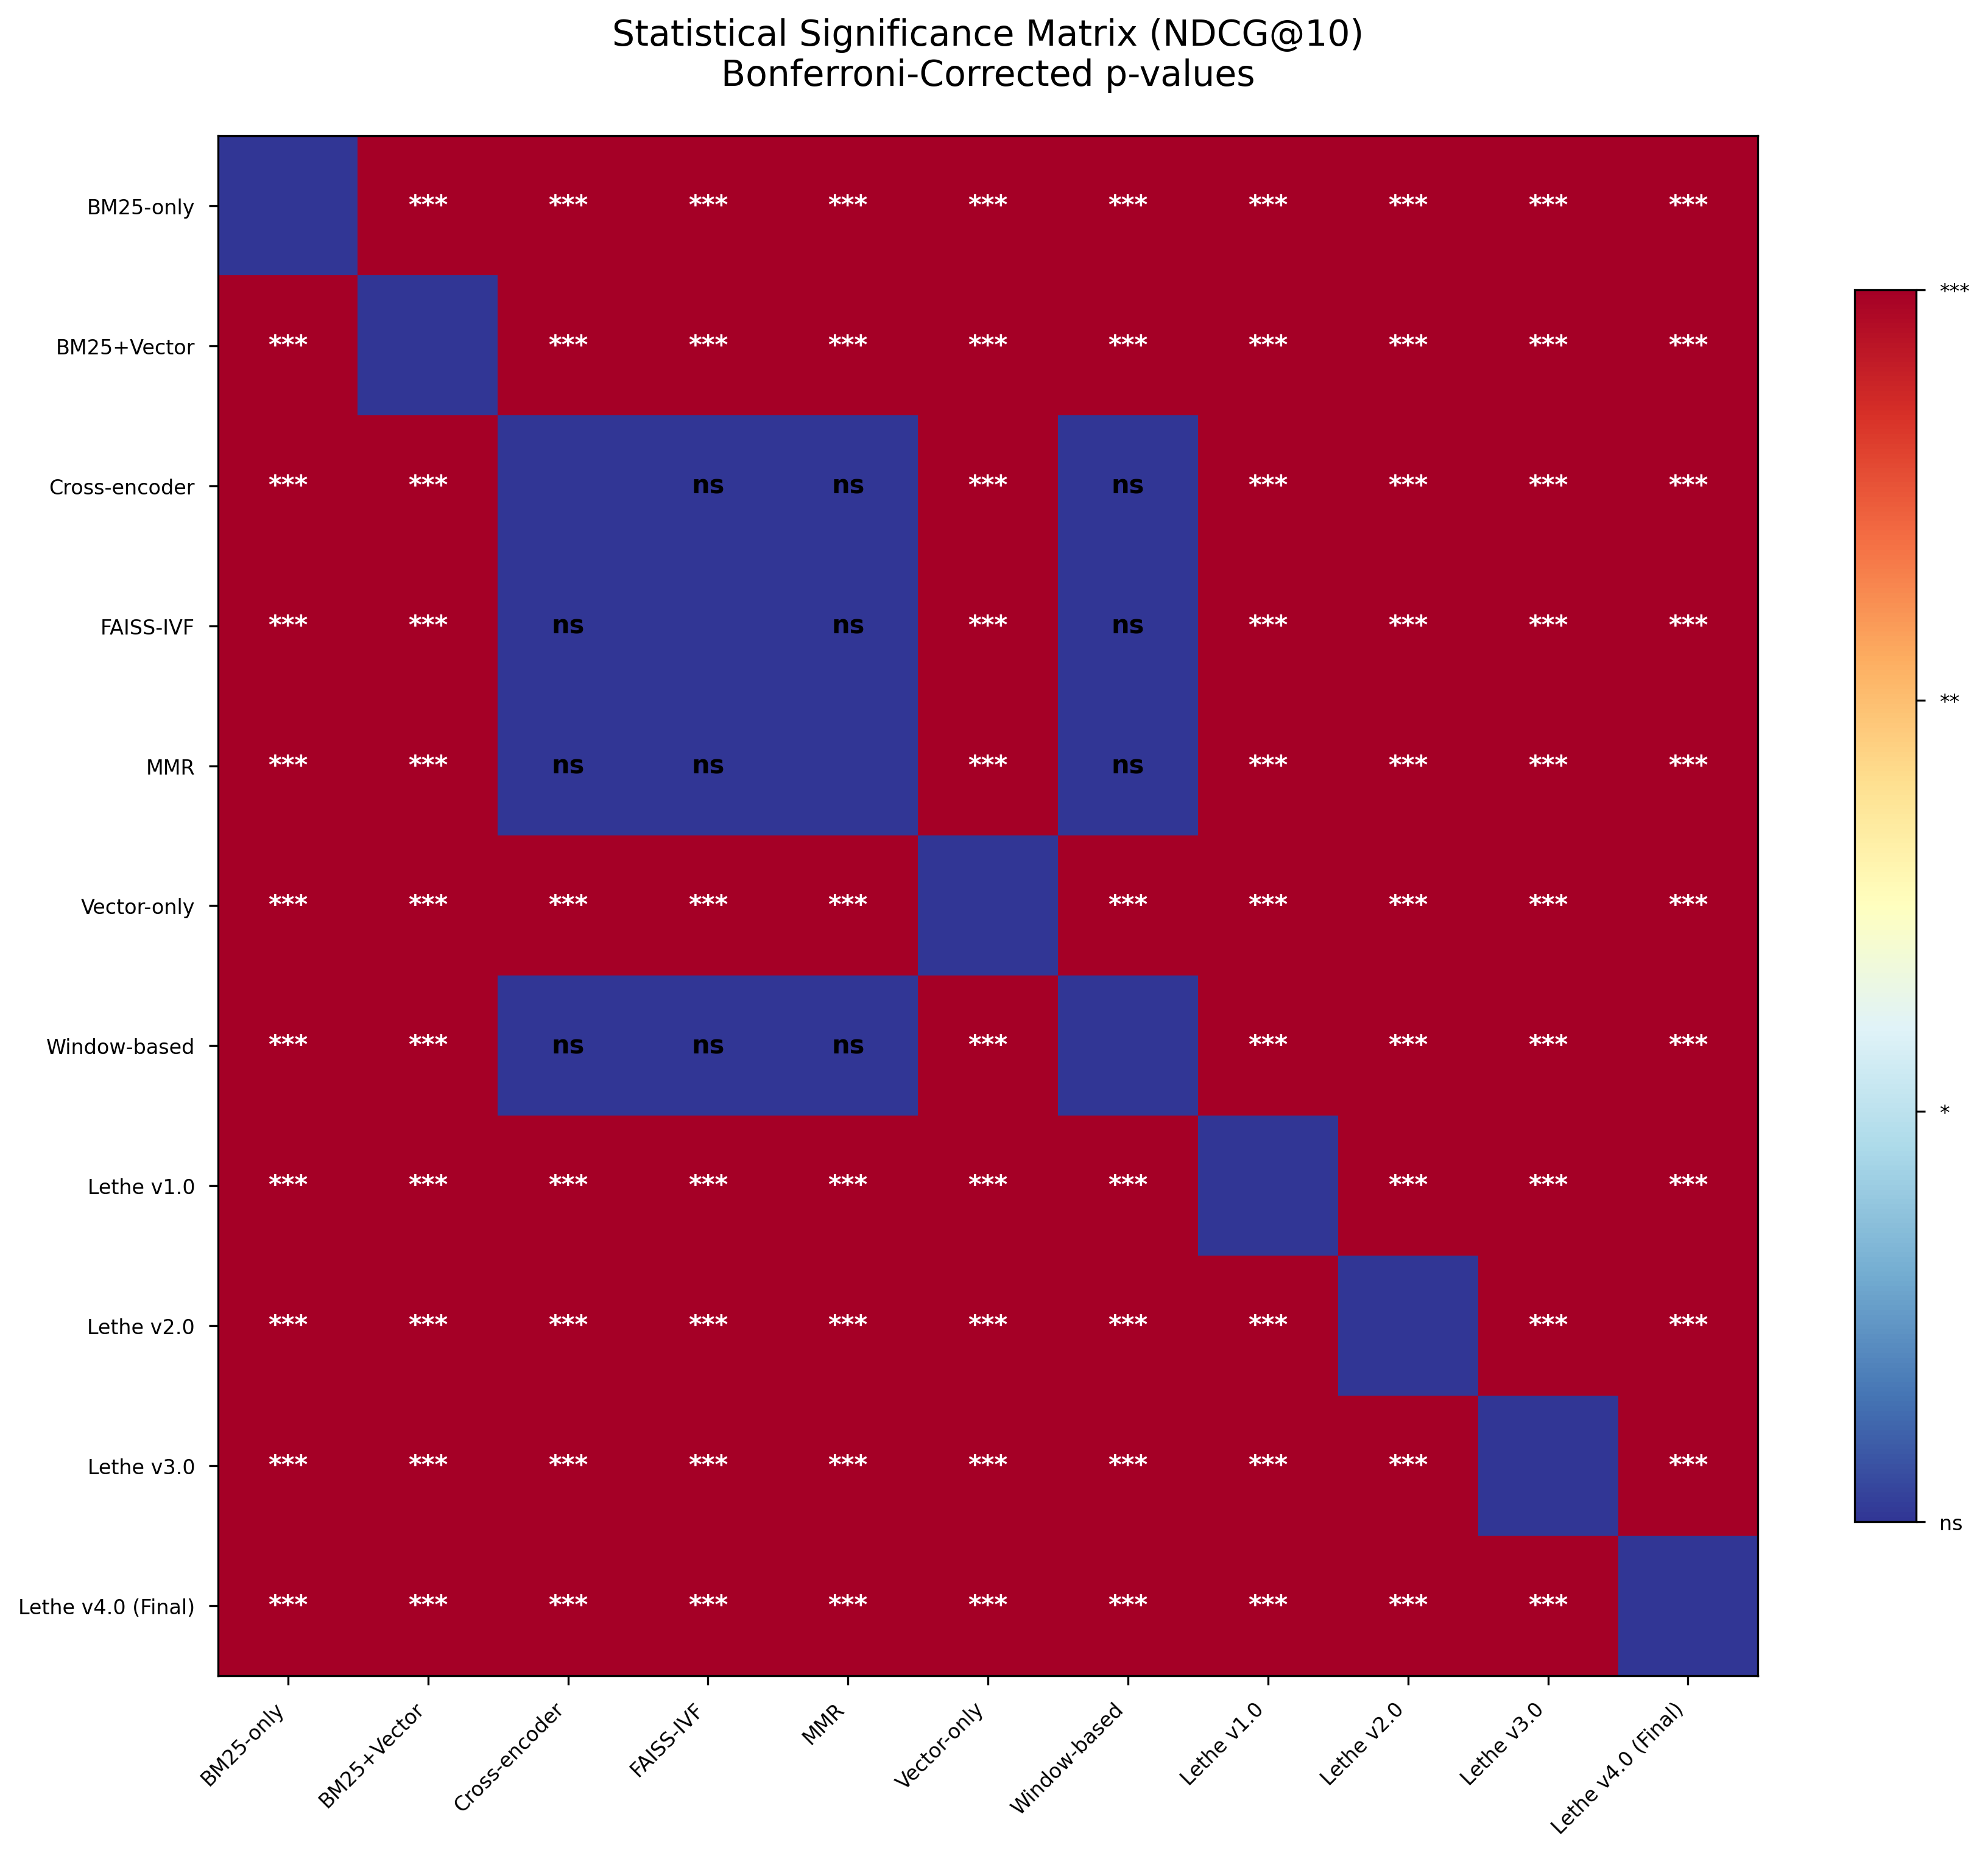 Statistical Significance Matrix (NDCG@10)
Bonferroni-Corrected p-values
BM25-only *** *** *** *** *** *** *** *** *** ***
BM25+Vector *** *** *** *** *** *** *** *** *** ***
Cross-encoder *** *** ns ns *** ns *** *** *** ***
FAISS-IVF *** *** ns ns *** ns *** *** *** ***
MMR *** *** ns ns *** ns *** *** *** ***
Vector-only *** *** *** *** *** *** *** *** *** ***
Window-based *** *** ns ns ns *** *** *** *** ***
Lethe v1.0 *** *** *** *** *** *** *** *** *** ***
Lethe v2.0 *** *** *** *** *** *** *** *** *** ***
Lethe v3.0 *** *** *** *** *** *** *** *** *** ***
Lethe v4.0 (Final) *** *** *** *** *** *** *** *** *** ***
BM25-only
BM25+Vector
Cross-encoder
FAISS-IVF
MMR
Vector-only
Window-based
Lethe v1.0
Lethe v2.0
Lethe v3.0
Lethe v4.0 (Final)
***
**
*
ns